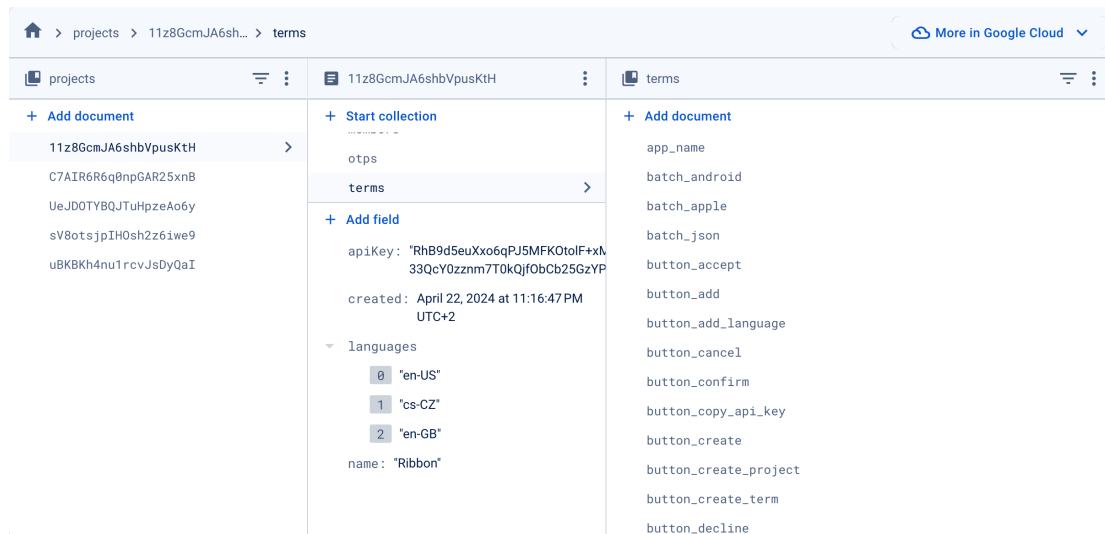 projects
11z8GcmJA6sh…
terms
More in Google Cloud
projects
Add document
11z8GcmJA6shbVpusKtH
C7AIR6R6q0npGAR25xnB
UeJDOTYBQJTuHpzeAo6y
sV8otsjpIHOsh2z6iwe9
uBKBKh4nu1rcvJsDyQaI
11z8GcmJA6shbVpusKtH
Start collection
otps
terms
Add field
apiKey: "RhB9d5euXxo6qPJ5MFKOtolF+xM
33QcY0zznm7T0kQjfObCb25GzYP
created: April 22, 2024 at 11:16:47 PM
UTC+2
languages
0 "en-US"
1 "cs-CZ"
2 "en-GB"
name: "Ribbon"
terms
Add document
app_name
batch_android
batch_apple
batch_json
button_accept
button_add
button_add_language
button_cancel
button_confirm
button_copy_api_key
button_create
button_create_project
button_create_term
button_decline